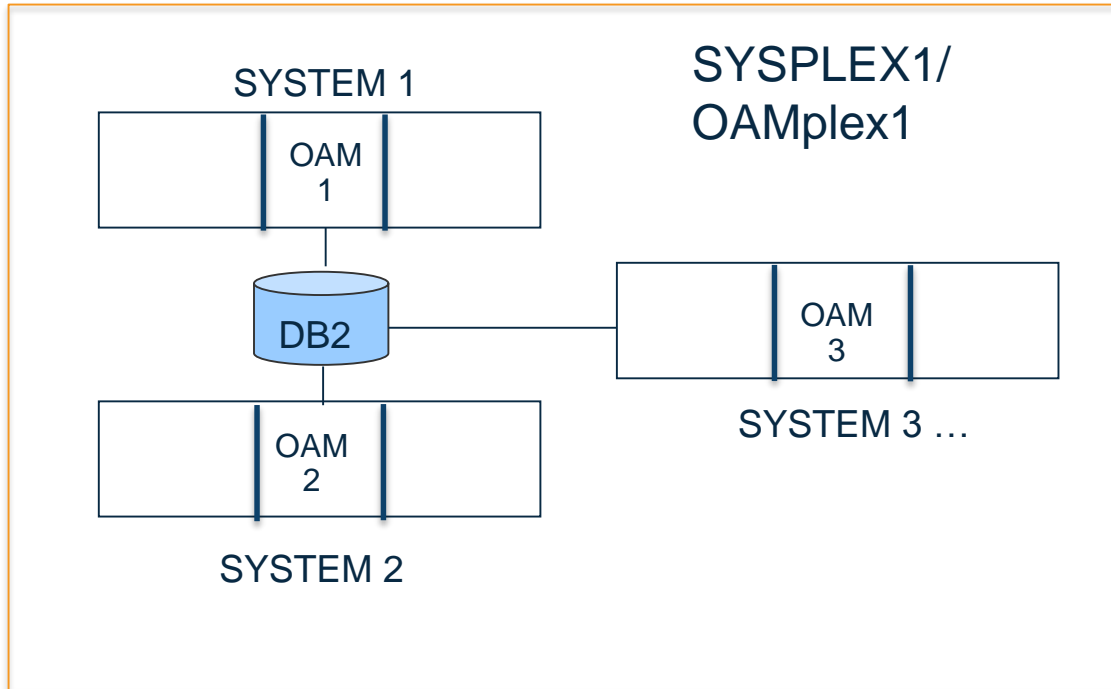 SYSPLEX1/
OAMplex1
SYSTEM 1
OAM
1
DB2
OAM
3
SYSTEM 3 …
OAM
2
SYSTEM 2